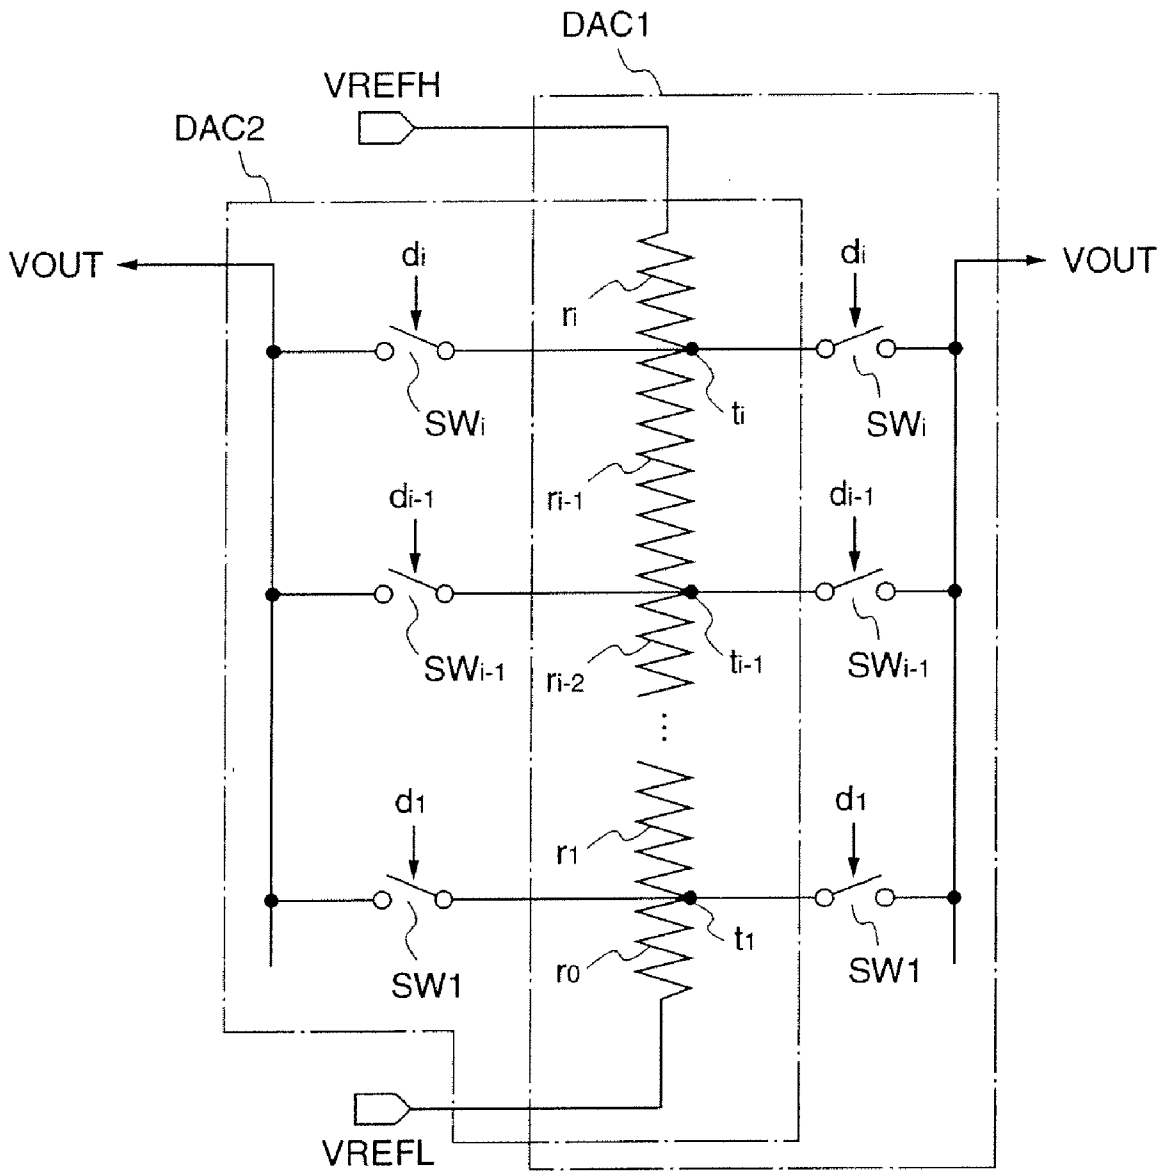 DAC1
VREFH
DAC2
VOUT
di
di
VOUT
ri
SWi
ti
SWi
di-1
ri-1
di-1
SWi-1
ri-2
ti-1
SWi-1
⋮
d1
r1
d1
SW1
r0
t1
SW1
VREFL